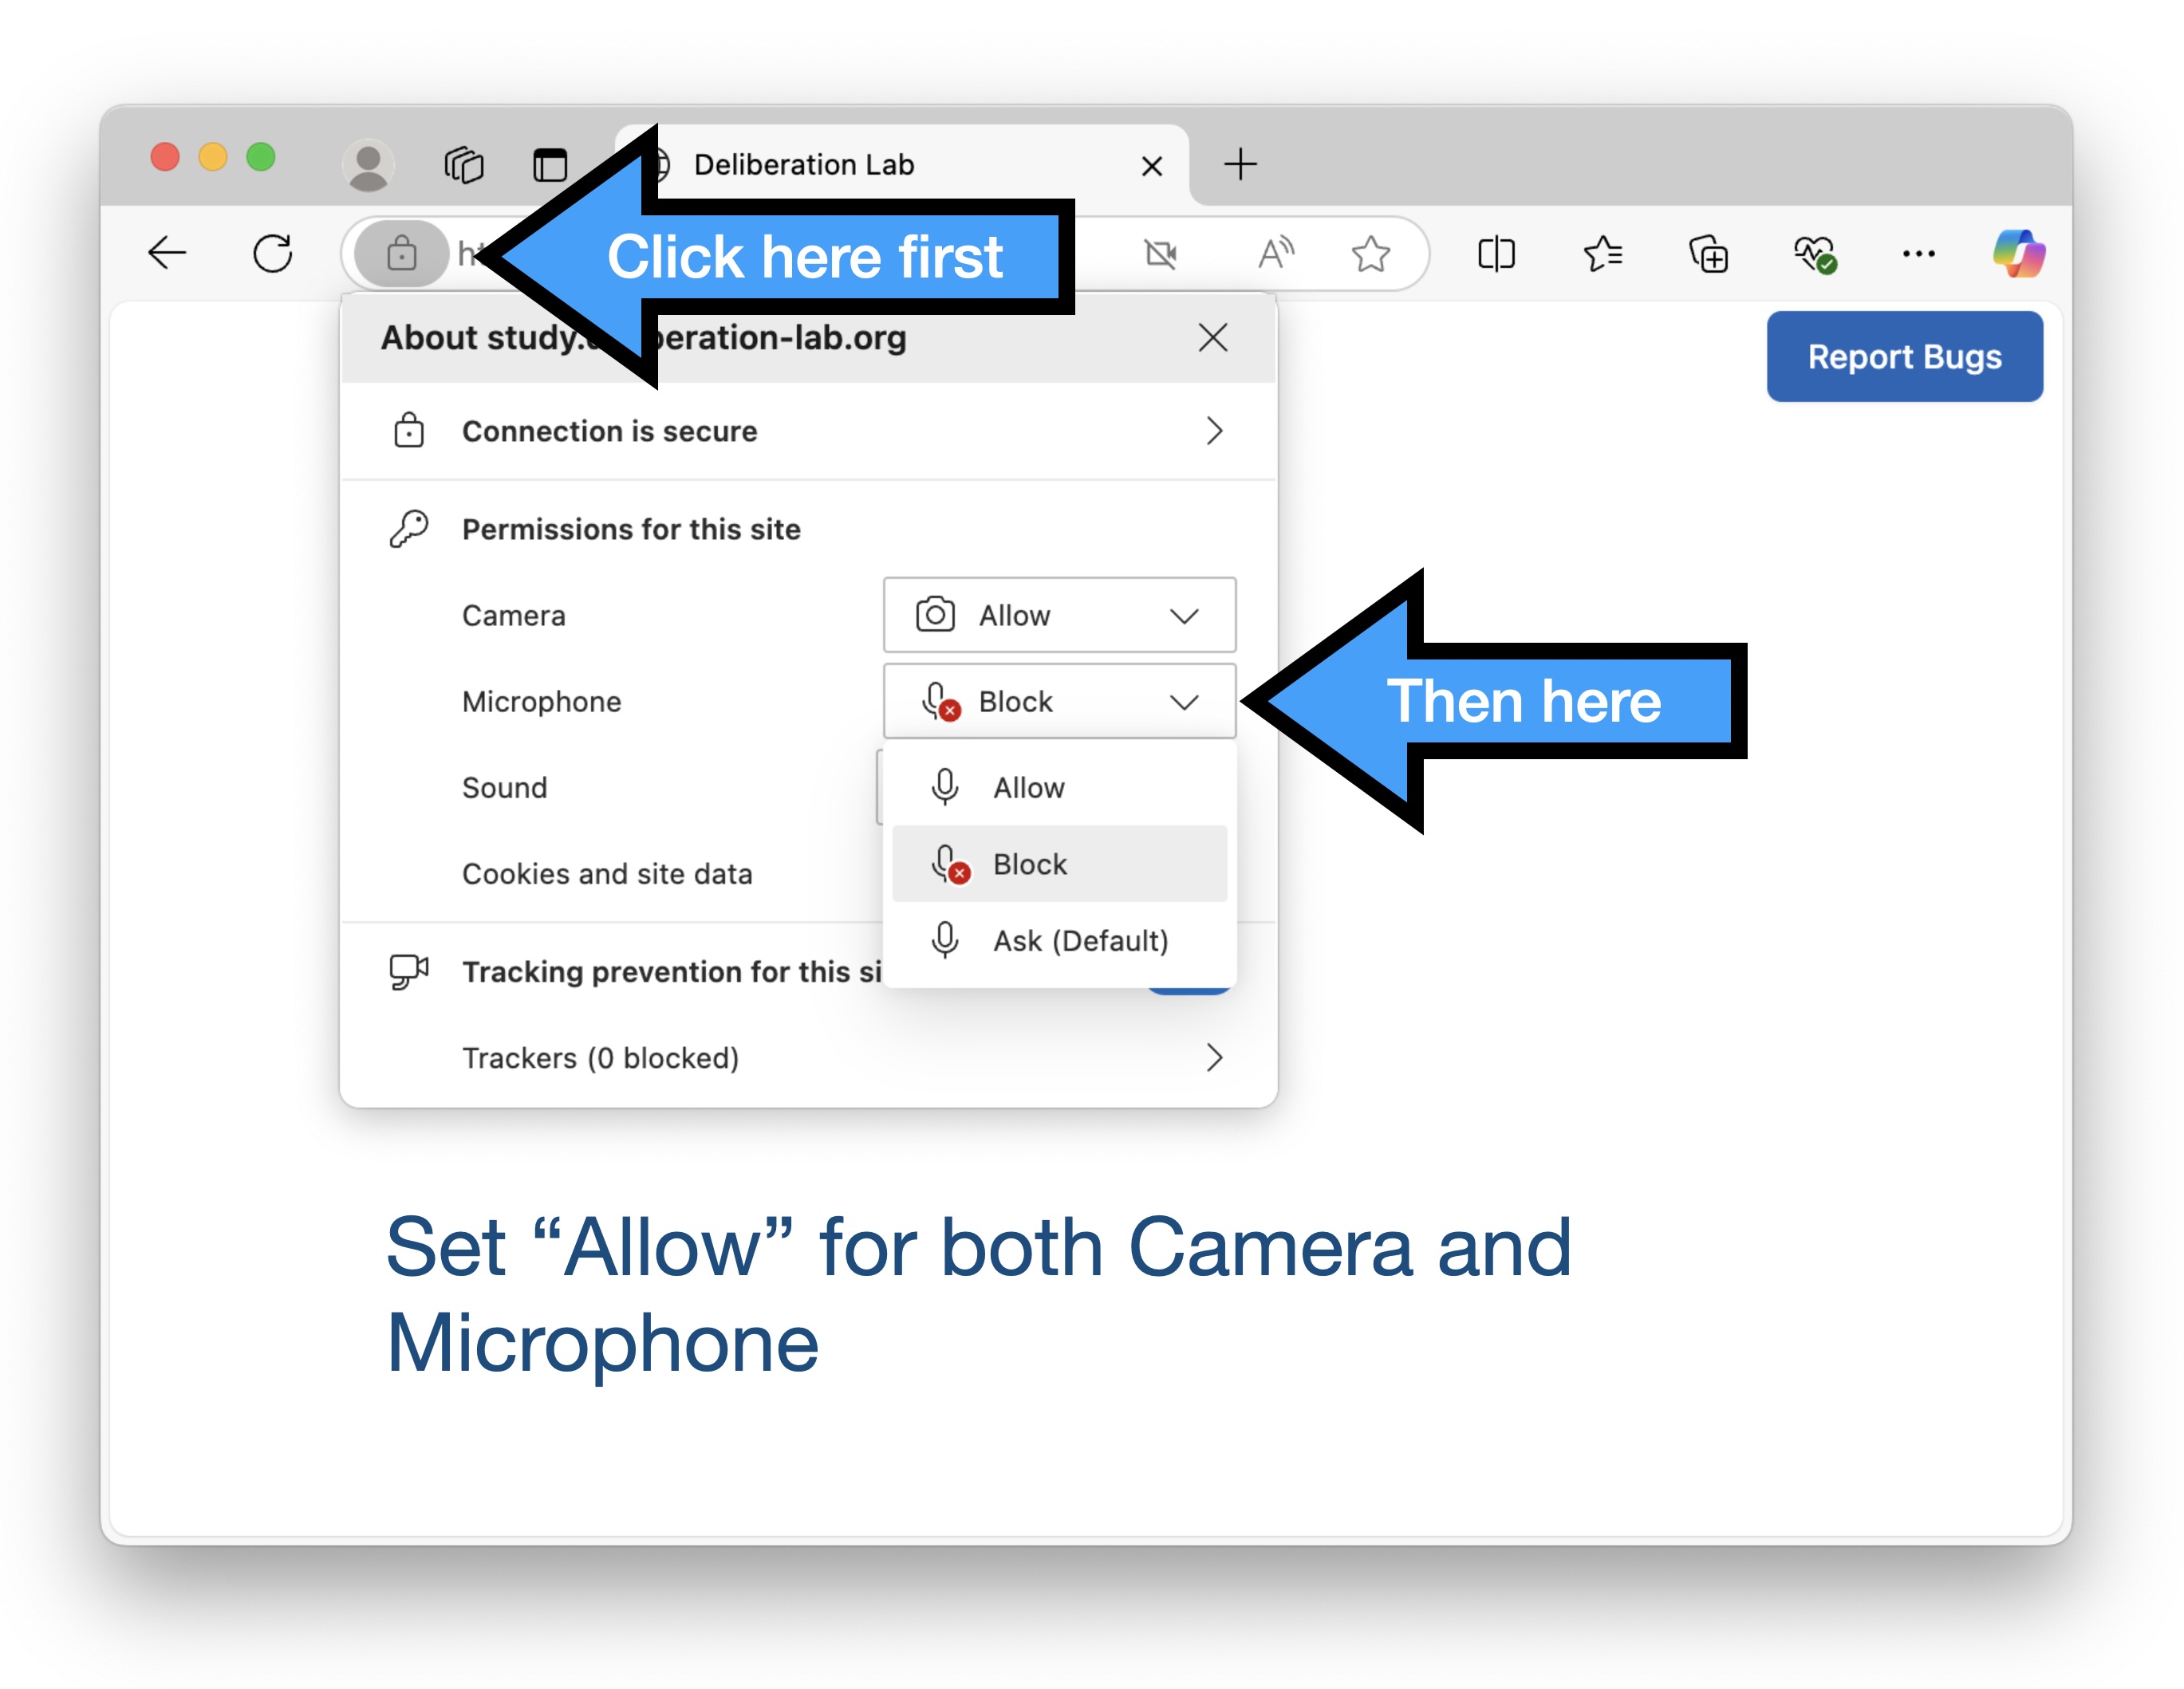 Deliberation Lab
Click here first
About study. beration-lab.org
Report Bugs
Connection is secure
Permissions for this site
Camera
Allow
Microphone
Block
Then here
Sound
Allow
Block
Cookies and site data
Ask (Default)
Tracking prevention for this si
Trackers (0 blocked)
Set “Allow” for both Camera and
Microphone